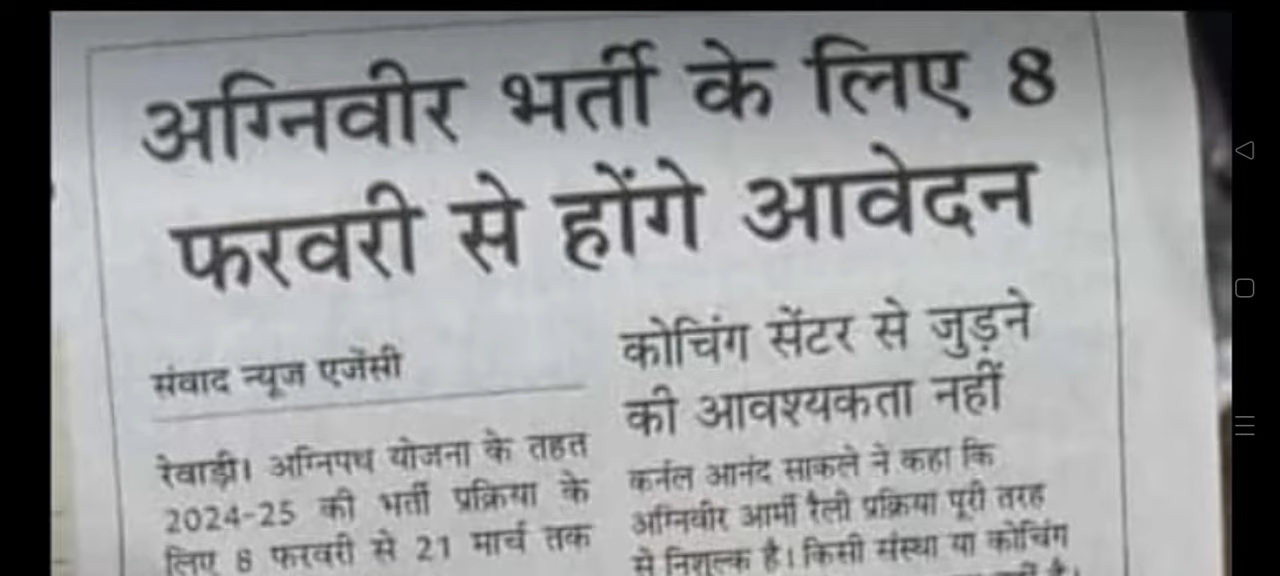 अग्निवीर भर्ती के लिए 8
फरवरी से होंगे आवेदन
संवाद न्यूज एजेंसी
रेवाड़ी। अग्निपथ योजना के तहत
2024-25 की भर्ती प्रक्रिया के
लिए 8 फरवरी से 21 मार्च तक
कोचिंग सेंटर से जुड़ने
की आवश्यकता नहीं
कर्नल आनंद साकले ने कहा कि
अग्निवीर आर्मी रैली प्रक्रिया पूरी तरह
से निशुल्क है। किसी संस्था या कोचिंग